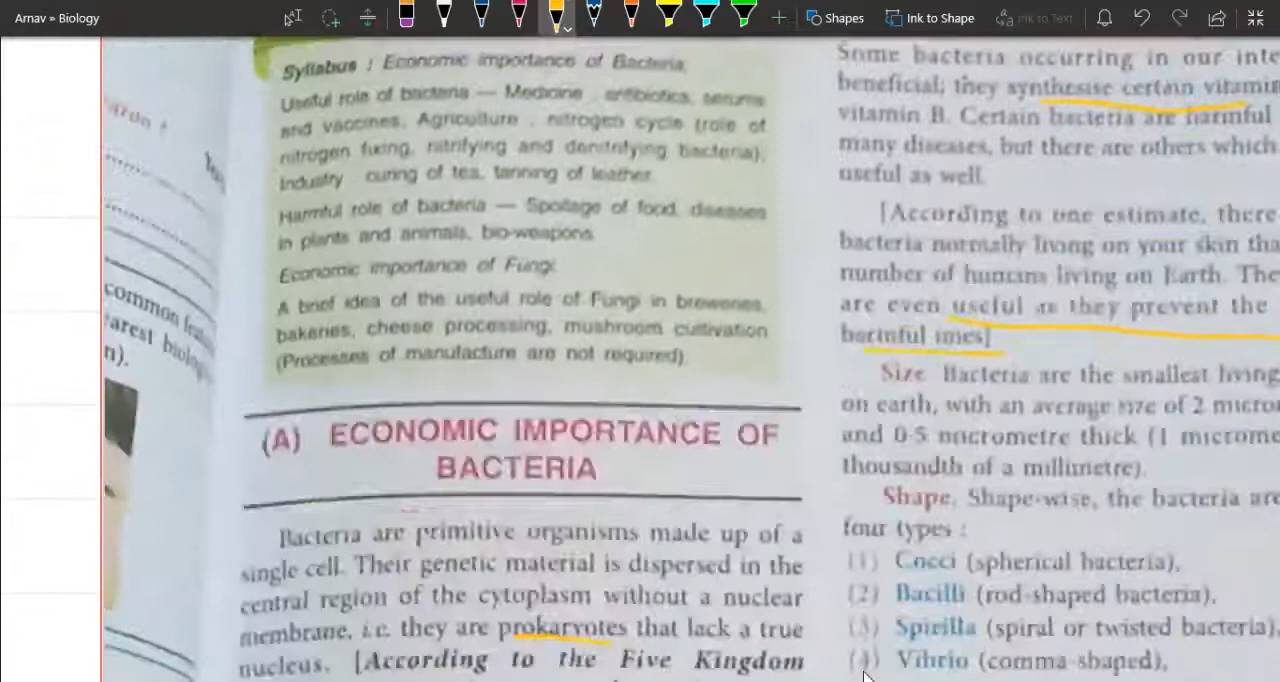 Arnav » Biology
Shapes
Ink to Shape
Ink to Text
Syllabus : Economic importance of Bacteria,
Useful role of bacteria — Medicine , antibiotics, serums
and vaccines, Agriculture , nitrogen cycle (role of
nitrogen fixing, nitrifying and denitrifying bacteria),
Industry curing of tea, tanning of leather.
Harmful role of bacteria — Spoilage of food, diseases
in plants and animals, bio-weapons
Economic importance of Fungi.
A brief idea of the useful role of Fungi in breweries,
bakeries, cheese processing, mushroom cultivation
(Processes of manufacture are not required).
common
n).
(A) ECONOMIC IMPORTANCE OF
BACTERIA
Bacteria are primitive organisms made up of a
single cell. Their genetic material is dispersed in the
central region of the cytoplasm without a nuclear
membrane, i.e. they are prokaryotes that lack a true
nucleus. [According to the Five Kingdom
Some bacteria occurring in our inte
beneficial; they synthesise certain vitamin
vitamin B. Certain bacteria are harmful
many diseases, but there are others which
useful as well.
[According to one estimate, there
bacteria normally living on your skin tha
number of humans living on Earth. The
are even useful as they prevent the
harmful ones]
Size Bacteria are the smallest living
on earth, with an average size of 2 micro
and 0·5 micrometre thick (1 microme
thousandth of a millimetre).
Shape. Shape-wise, the bacteria are
four types :
(1) Cocci (spherical bacteria),
(2) Bacilli (rod-shaped bacteria),
(3) Spirilla (spiral or twisted bacteria),
(4) Vibrio (comma-shaped),